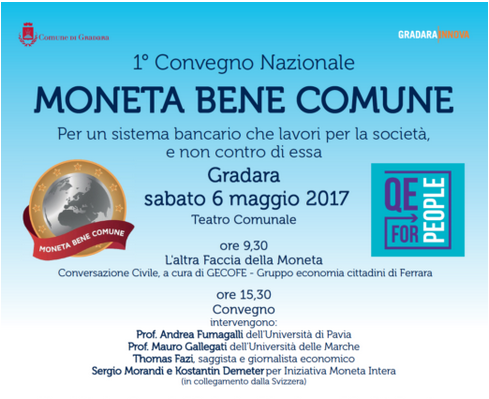 COMUNE DI GRADARA
GRADARA
1° Convegno Nazionale
MONETA BENE COMUNE
Per un sistema bancario che lavori per la società,
e non contro di essa
Gradara
sabato 6 maggio 2017
Teatro Comunale
MONETA BENE COMUNE
QE
FOR
PEOPLE
ore 9,30
L'altra Faccia della Moneta
Conversazione Civile, a cura di GECOFE - Gruppo economia cittadini di Ferrara
ore 15,30
Convegno
intervengono:
Prof. Andrea Fumagalli dell'Università di Pavia
Prof. Mauro Gallegati dell'Università delle Marche
Thomas Fazi, saggista e giornalista economico
Sergio Morandi e Kostantin Demeter per Iniziativa Moneta Intera
(in collegamento dalla Svizzera)